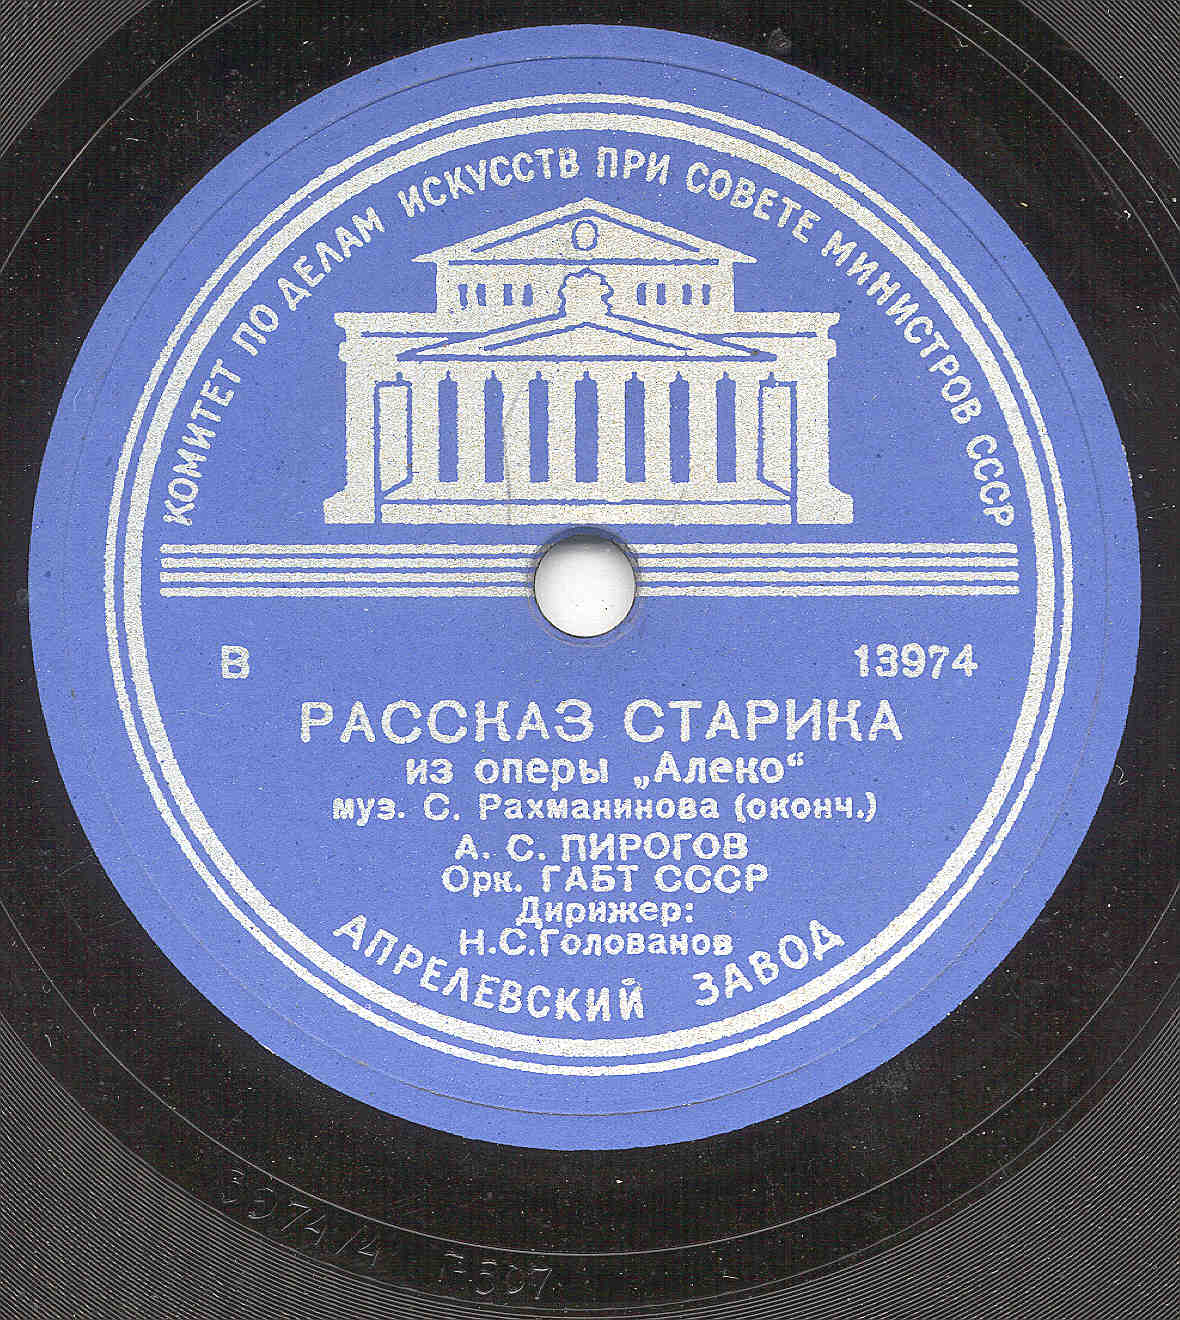 КОМИТЕТ ПО ДЕЛАМ ИСКУССТВ ПРИ СОВЕТЕ МИНИСТРОВ СССР
В 13974
РАССКАЗ СТАРИКА
из оперы „Алеко“
муз. С. Рахманинова (оконч.)
А. С. ПИРОГОВ
Орк. ГАБТ СССР
Дирижер:
Н.С.Голованов
АПРЕЛЕВСКИЙ ЗАВОД